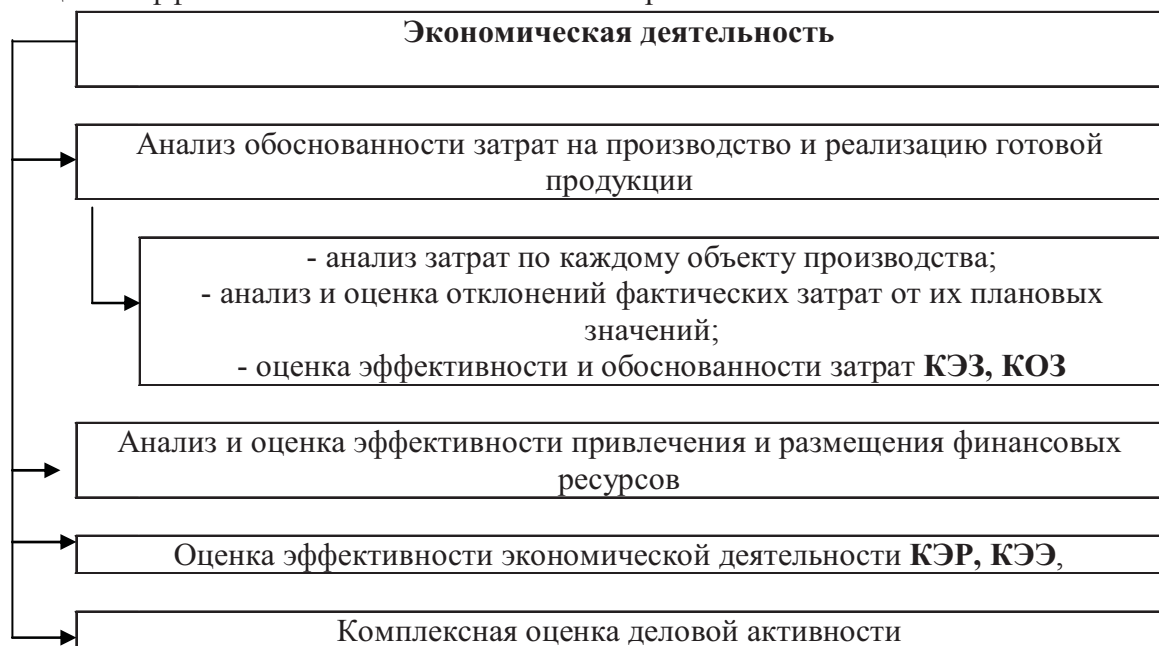 Экономическая деятельность
Анализ обоснованности затрат на производство и реализацию готовой
продукции
- анализ затрат по каждому объекту производства;
- анализ и оценка отклонений фактических затрат от их плановых
значений;
- оценка эффективности и обоснованности затрат КЭЗ, КОЗ
Анализ и оценка эффективности привлечения и размещения финансовых
ресурсов
Оценка эффективности экономической деятельности КЭР, КЭЭ,
Комплексная оценка деловой активности